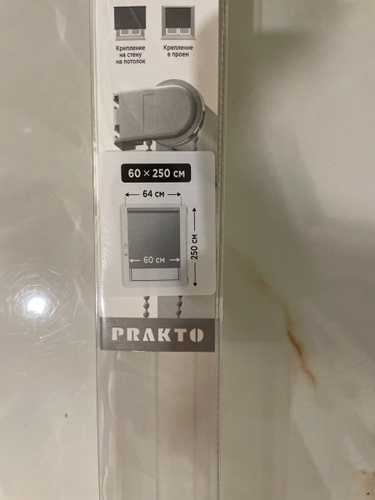 Крепление
на стену
на потолок
Крепление
в проем
60 × 250 см
64 см
60 см
250 см
PRAKTO